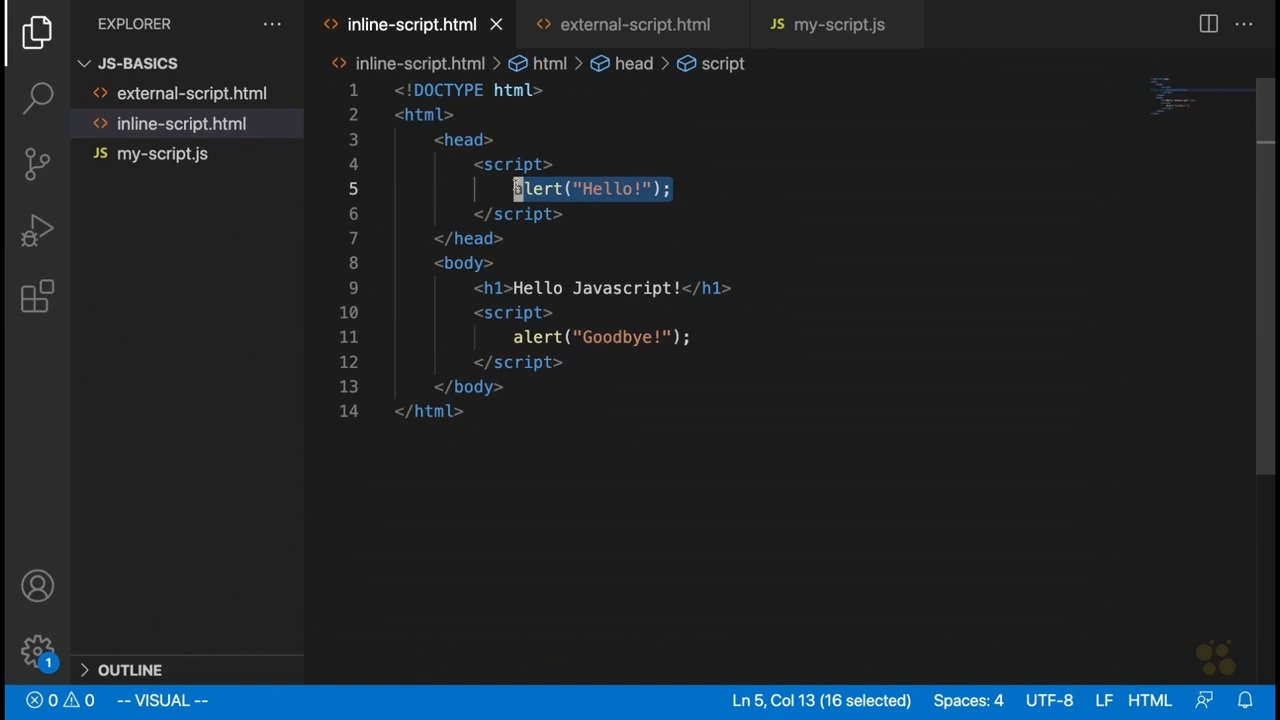 EXPLORER
JS-BASICS
external-script.html
inline-script.html
JS my-script.js
OUTLINE
1
inline-script.html
external-script.html
JS my-script.js
inline-script.html > html > head > script
1 <!DOCTYPE html>
2 <html>
3 <head>
4 <script>
5 alert("Hello!");
6 </script>
7 </head>
8 <body>
9 <h1>Hello Javascript!</h1>
10 <script>
11 alert("Goodbye!");
12 </script>
13 </body>
14 </html>
0 0 -- VISUAL -- Ln 5, Col 13 (16 selected) Spaces: 4 UTF-8 LF HTML